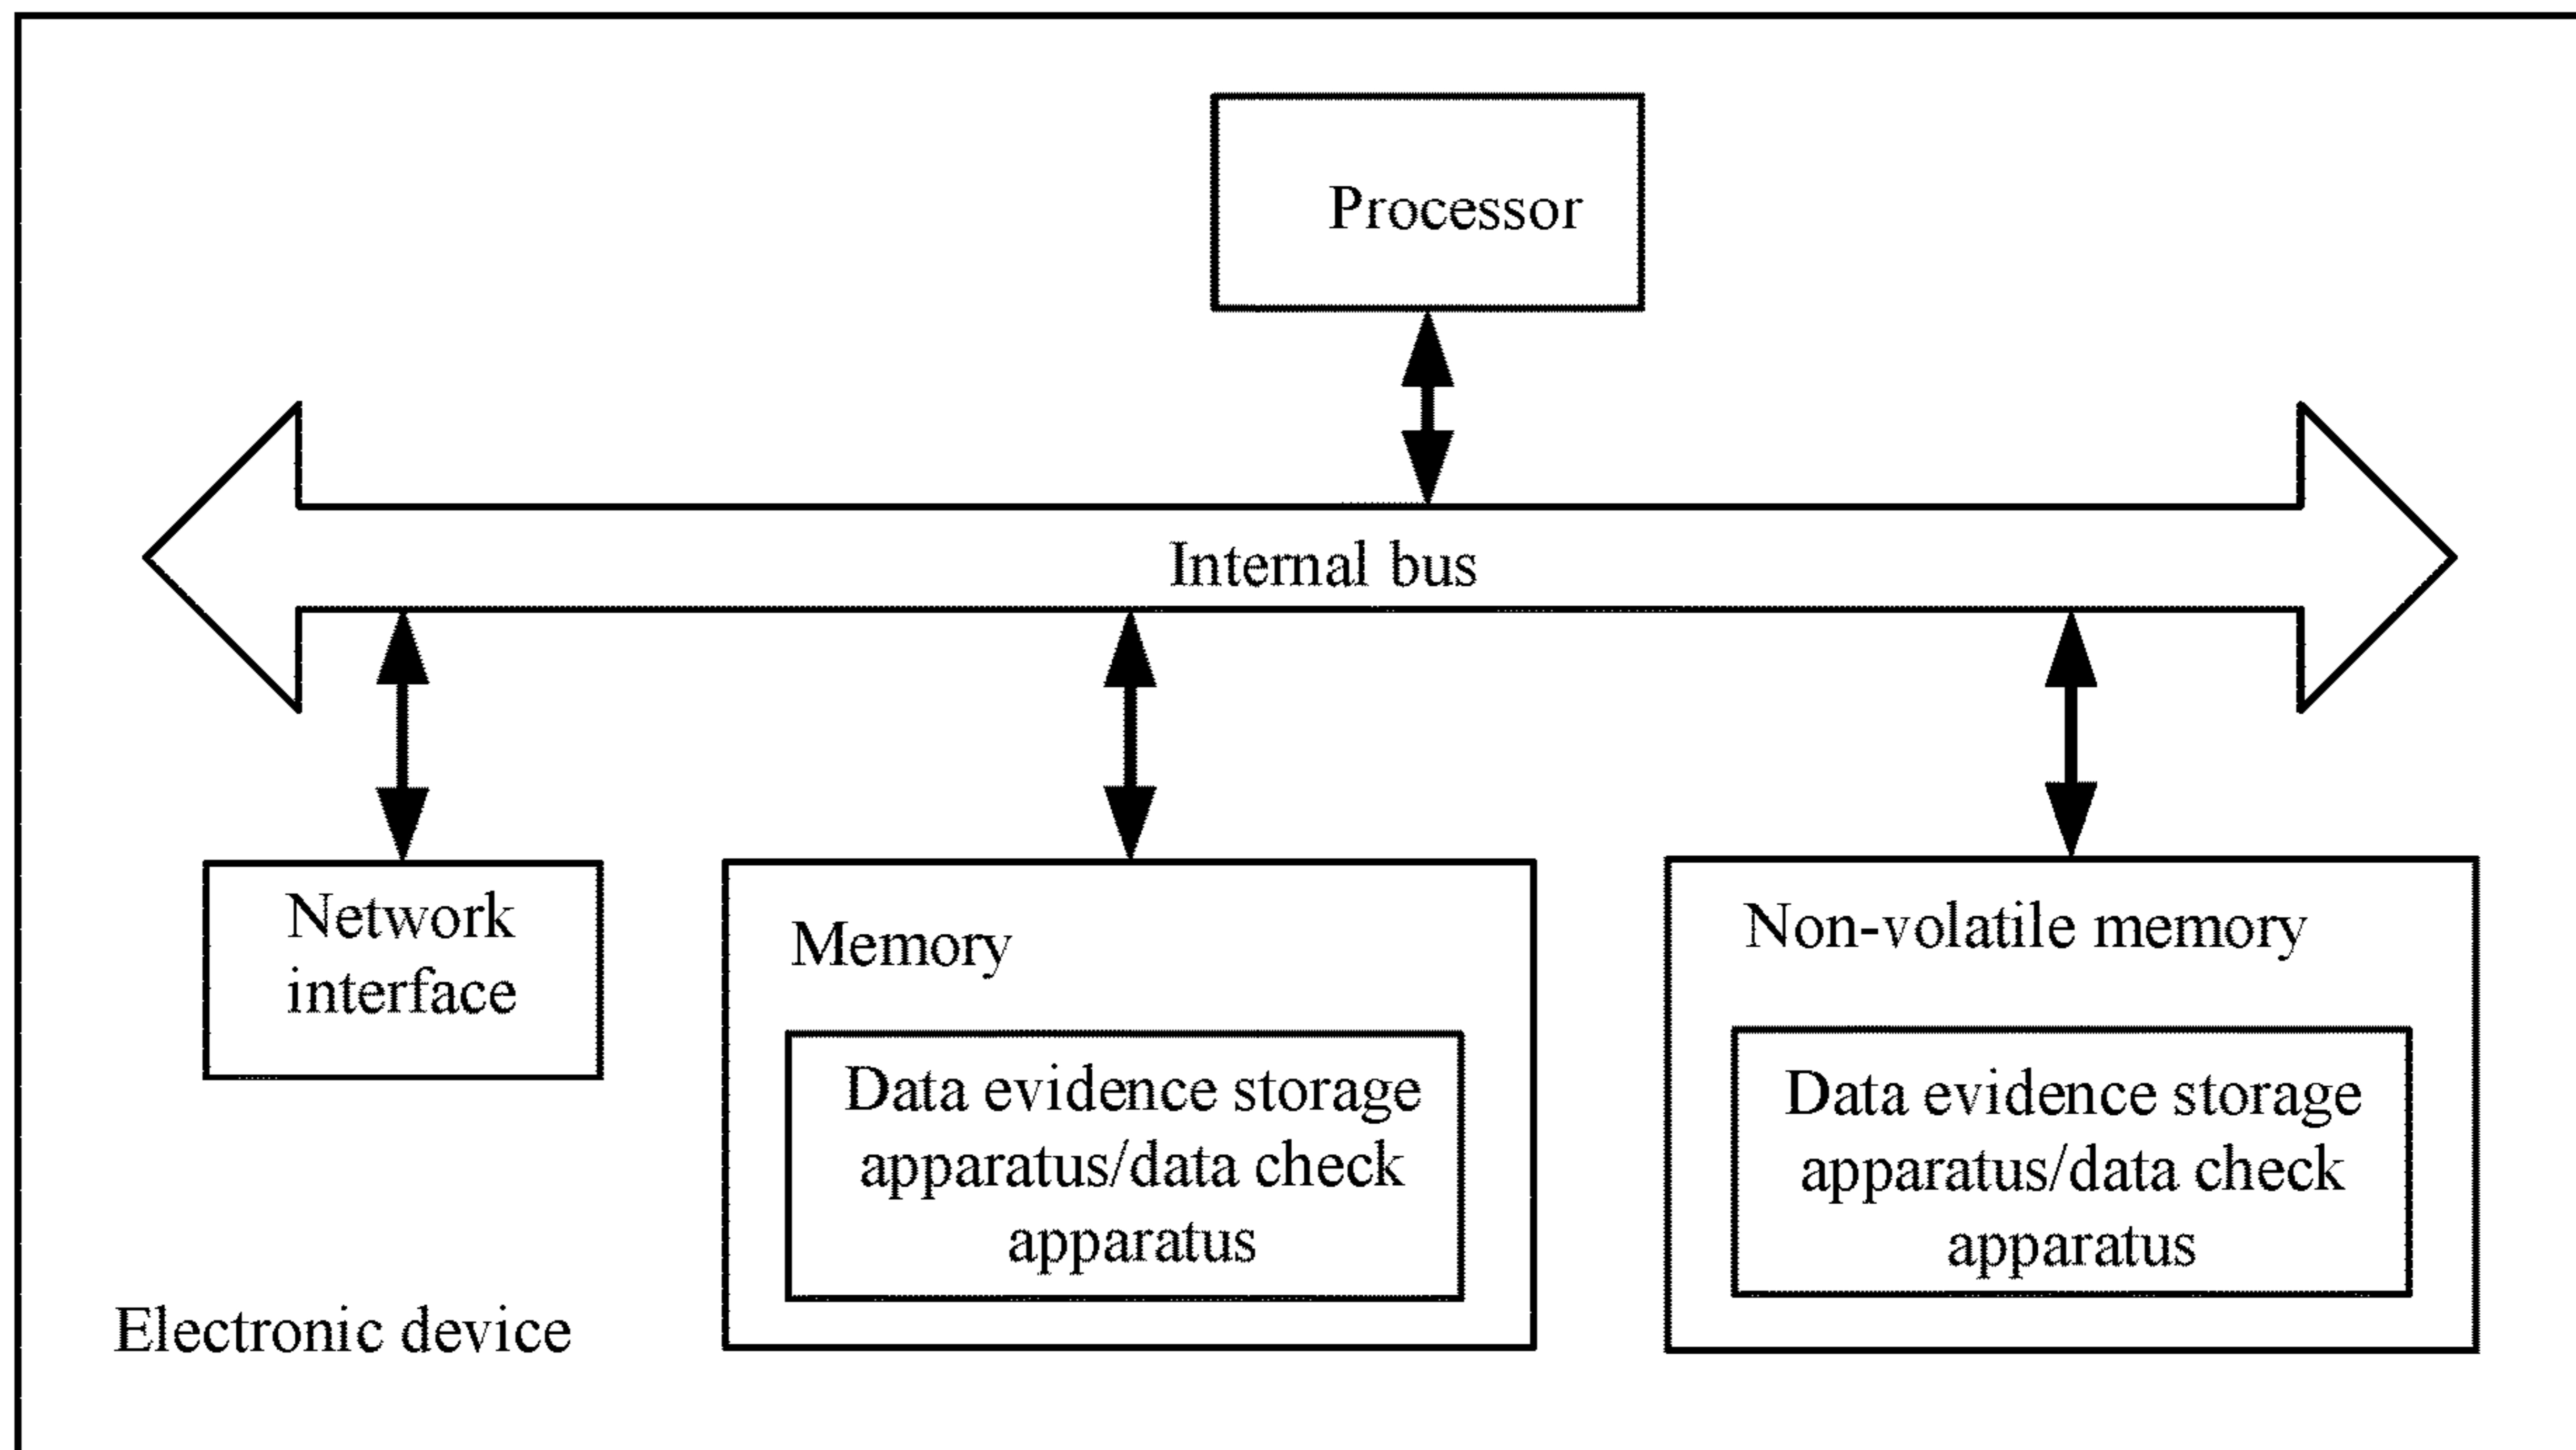 Processor
Internal bus
Network
interface
Memory
Data evidence storage
apparatus/data check
apparatus
Non-volatile memory
Data evidence storage
apparatus/data check
apparatus
Electronic device